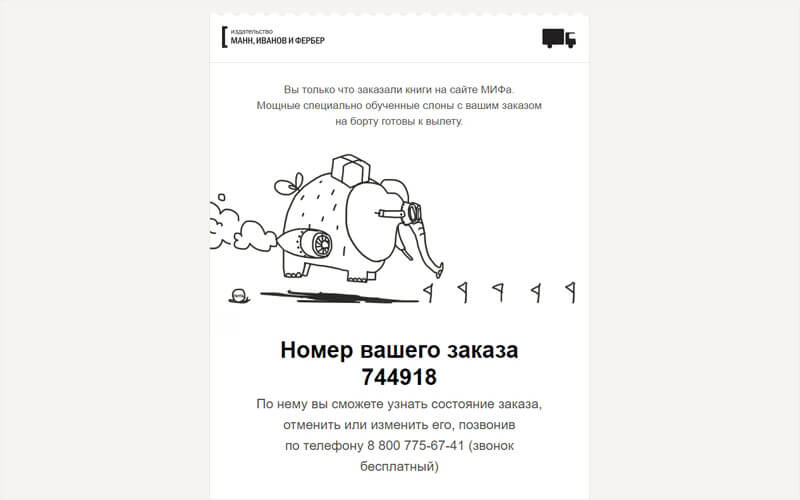 издательство
МАНН, ИВАНОВ И ФЕРБЕР
Вы только что заказали книги на сайте МИФа.
Мощные специально обученные слоны с вашим заказом
на борту готовы к вылету.
Номер вашего заказа
744918
По нему вы сможете узнать состояние заказа,
отменить или изменить его, позвонив
по телефону 8 800 775-67-41 (звонок
бесплатный)